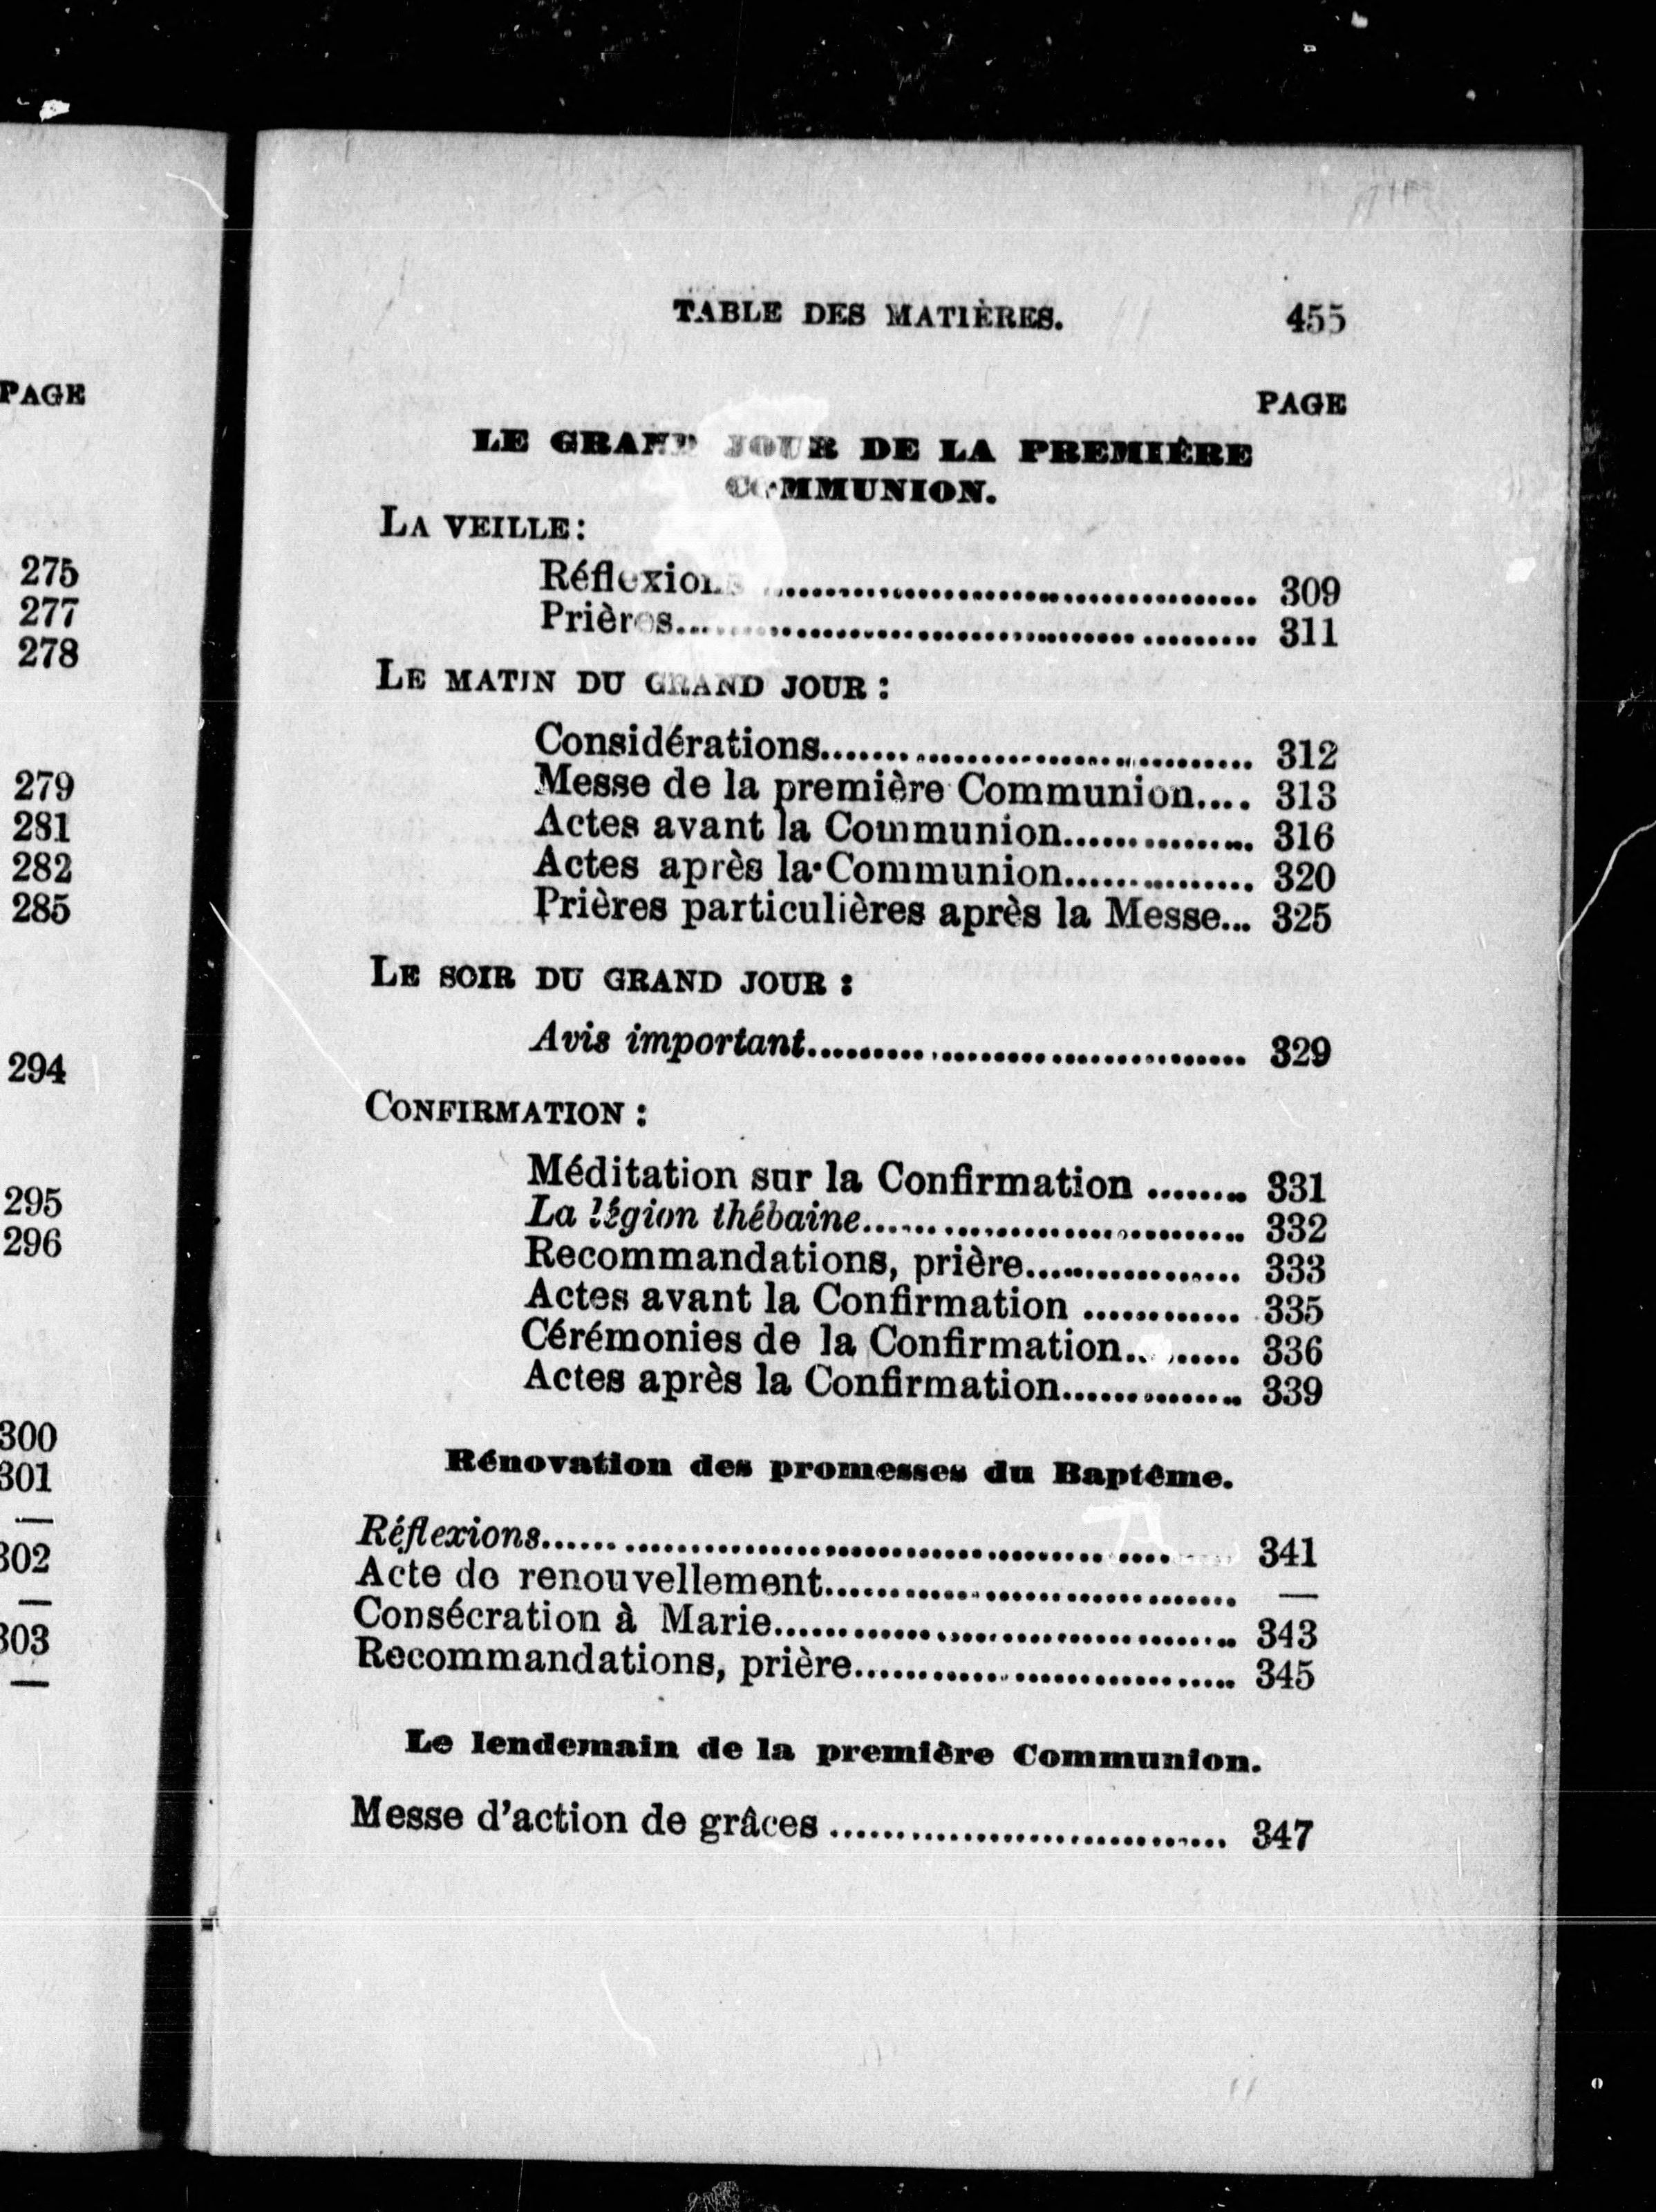 PAGE
275
277
278
279
281
282
285
294
295
296
300
301
—
302
—
303
—
TABLE DES MATIÈRES. 455
PAGE
LE GRAND JOUR DE LA PREMIÈRE
COMMUNION.
LA VEILLE:
Réflexions ........................................ 309
Prières............................................. 311
LE MATIN DU GRAND JOUR :
Considérations.................................. 312
Messe de la première Communion.... 313
Actes avant la Communion............... 316
Actes après la Communion............... 320
Prières particulières après la Messe... 325
LE SOIR DU GRAND JOUR :
Avis important.................................. 329
CONFIRMATION :
Méditation sur la Confirmation ........ 331
La légion thébaine.............................. 332
Recommandations, prière................. 333
Actes avant la Confirmation ............ 335
Cérémonies de la Confirmation......... 336
Actes après la Confirmation.............. 339
Rénovation des promesses du Baptême.
Réflexions..................................................... 341
Acte de renouvellement................................ —
Consécration à Marie................................... 343
Recommandations, prière............................. 345
Le lendemain de la première Communion.
Messe d'action de grâces .............................. 347